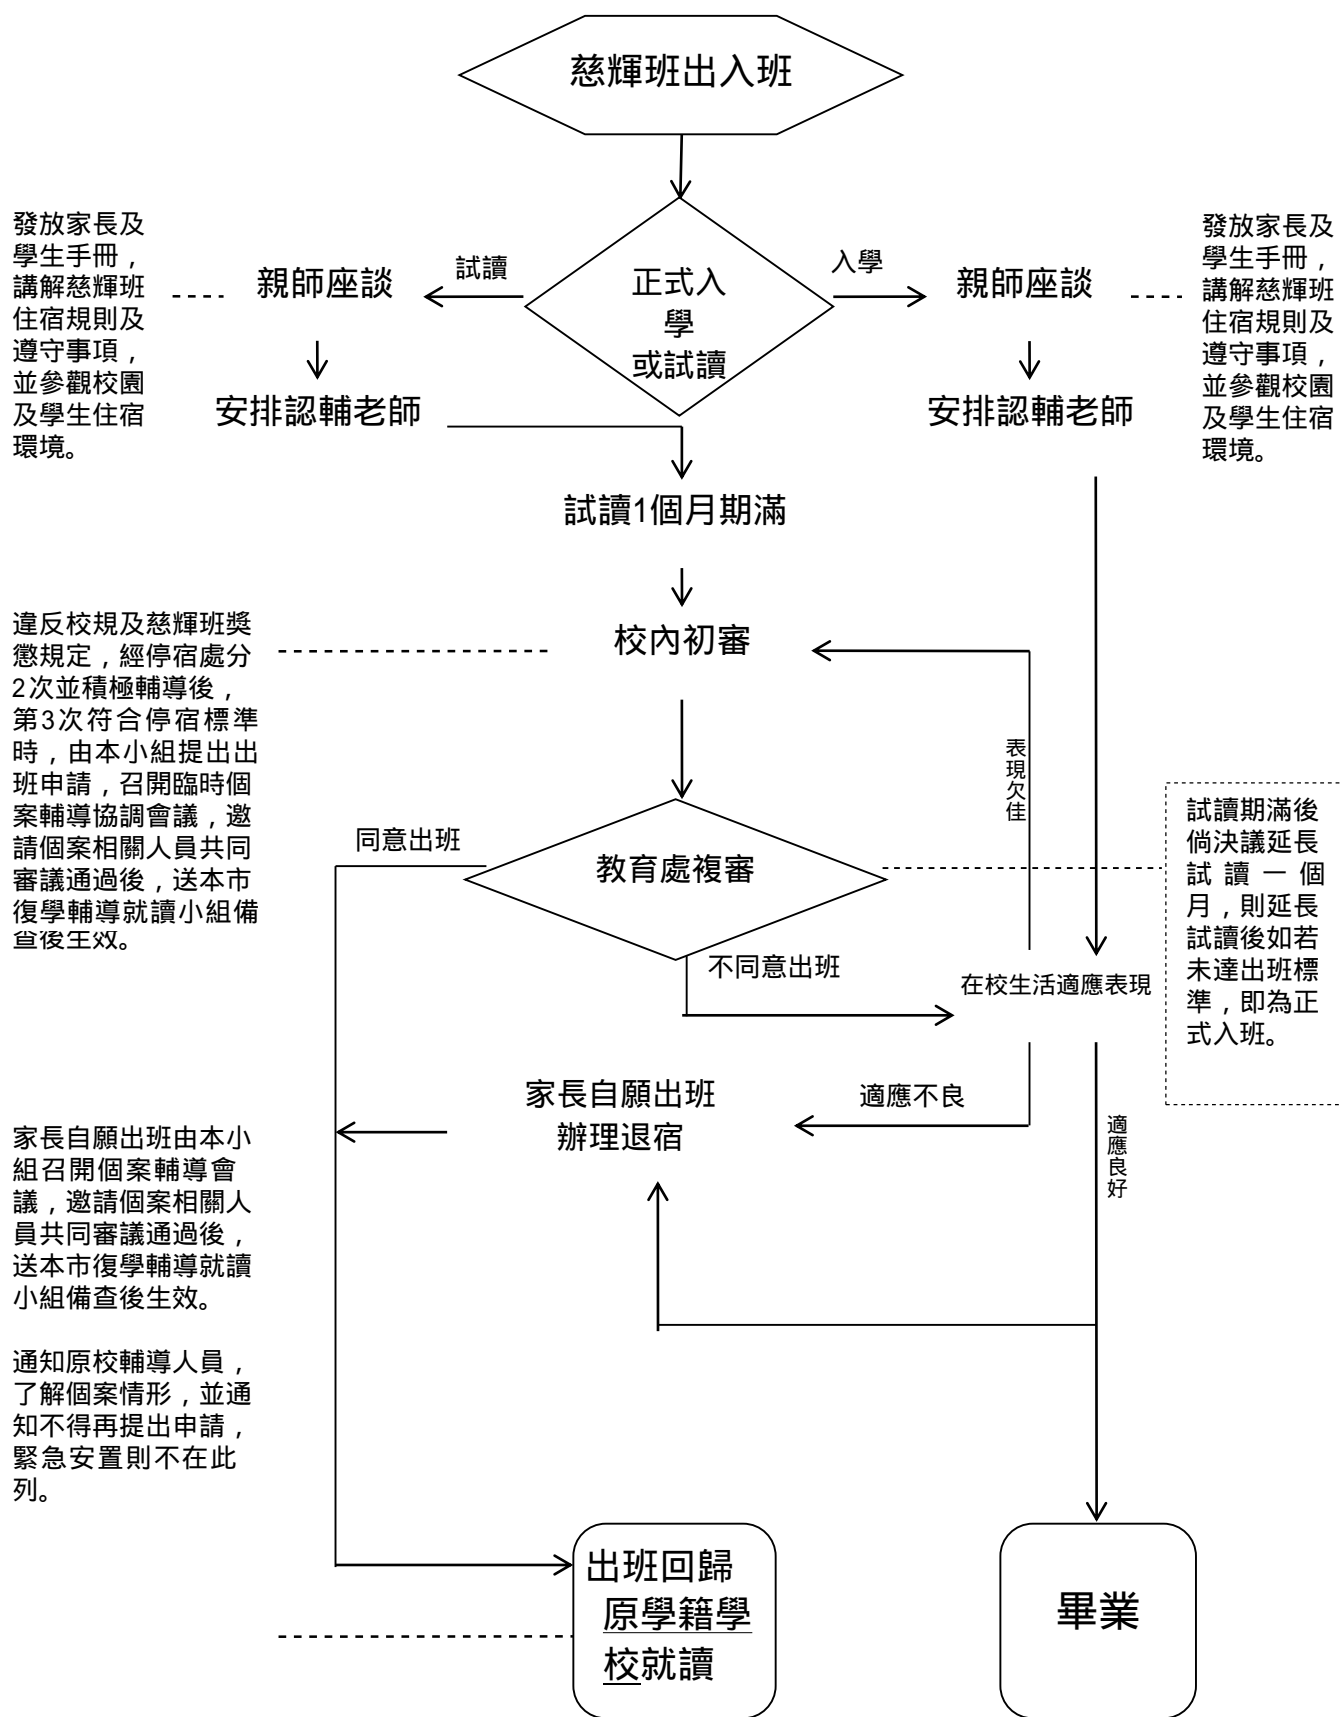 慈輝班出入班
發放家長及
學生手冊，
講解慈輝班
住宿規則及
遵守事項，
並參觀校園
及學生住宿
環境。
親師座談
試讀
正式入
學
或試讀
入學
親師座談
發放家長及
學生手冊，
講解慈輝班
住宿規則及
遵守事項，
並參觀校園
及學生住宿
環境。
安排認輔老師
安排認輔老師
試讀1個月期滿
違反校規及慈輝班獎
懲規定，經停宿處分
2次並積極輔導後，
第3次符合停宿標準
時，由本小組提出出
班申請，召開臨時個
案輔導協調會議，邀
請個案相關人員共同
審議通過後，送本市
復學輔導就讀小組備
查後生效。
校內初審
表現欠佳
同意出班
教育處複審
不同意出班
在校生活適應表現
試讀期滿後
倘決議延長
試讀一個
月，則延長
試讀後如若
未達出班標
準，即為正
式入班。
家長自願出班
辦理退宿
適應不良
適應良好
家長自願出班由本小
組召開個案輔導會
議，邀請個案相關人
員共同審議通過後，
送本市復學輔導就讀
小組備查後生效。
通知原校輔導人員，
了解個案情形，並通
知不得再提出申請，
緊急安置則不在此
列。
出班回歸
原學籍學
校就讀
畢業